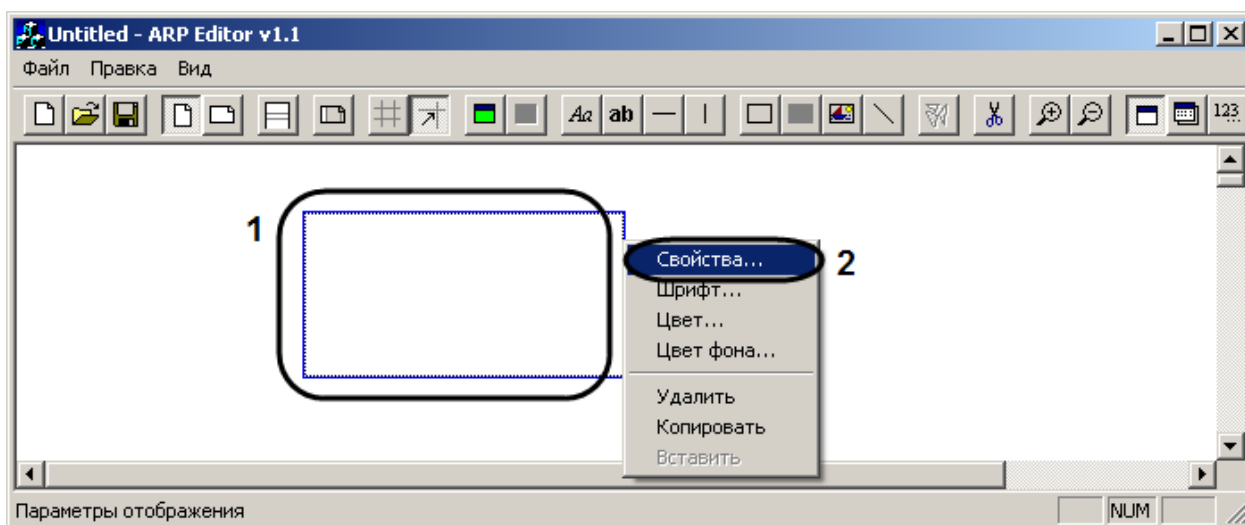 Untitled - ARP Editor v1.1
Файл Правка Вид
Aa ab 123
1
Свойства... 2
Шрифт...
Цвет...
Цвет фона...
Удалить
Копировать
Вставить
Параметры отображения NUM